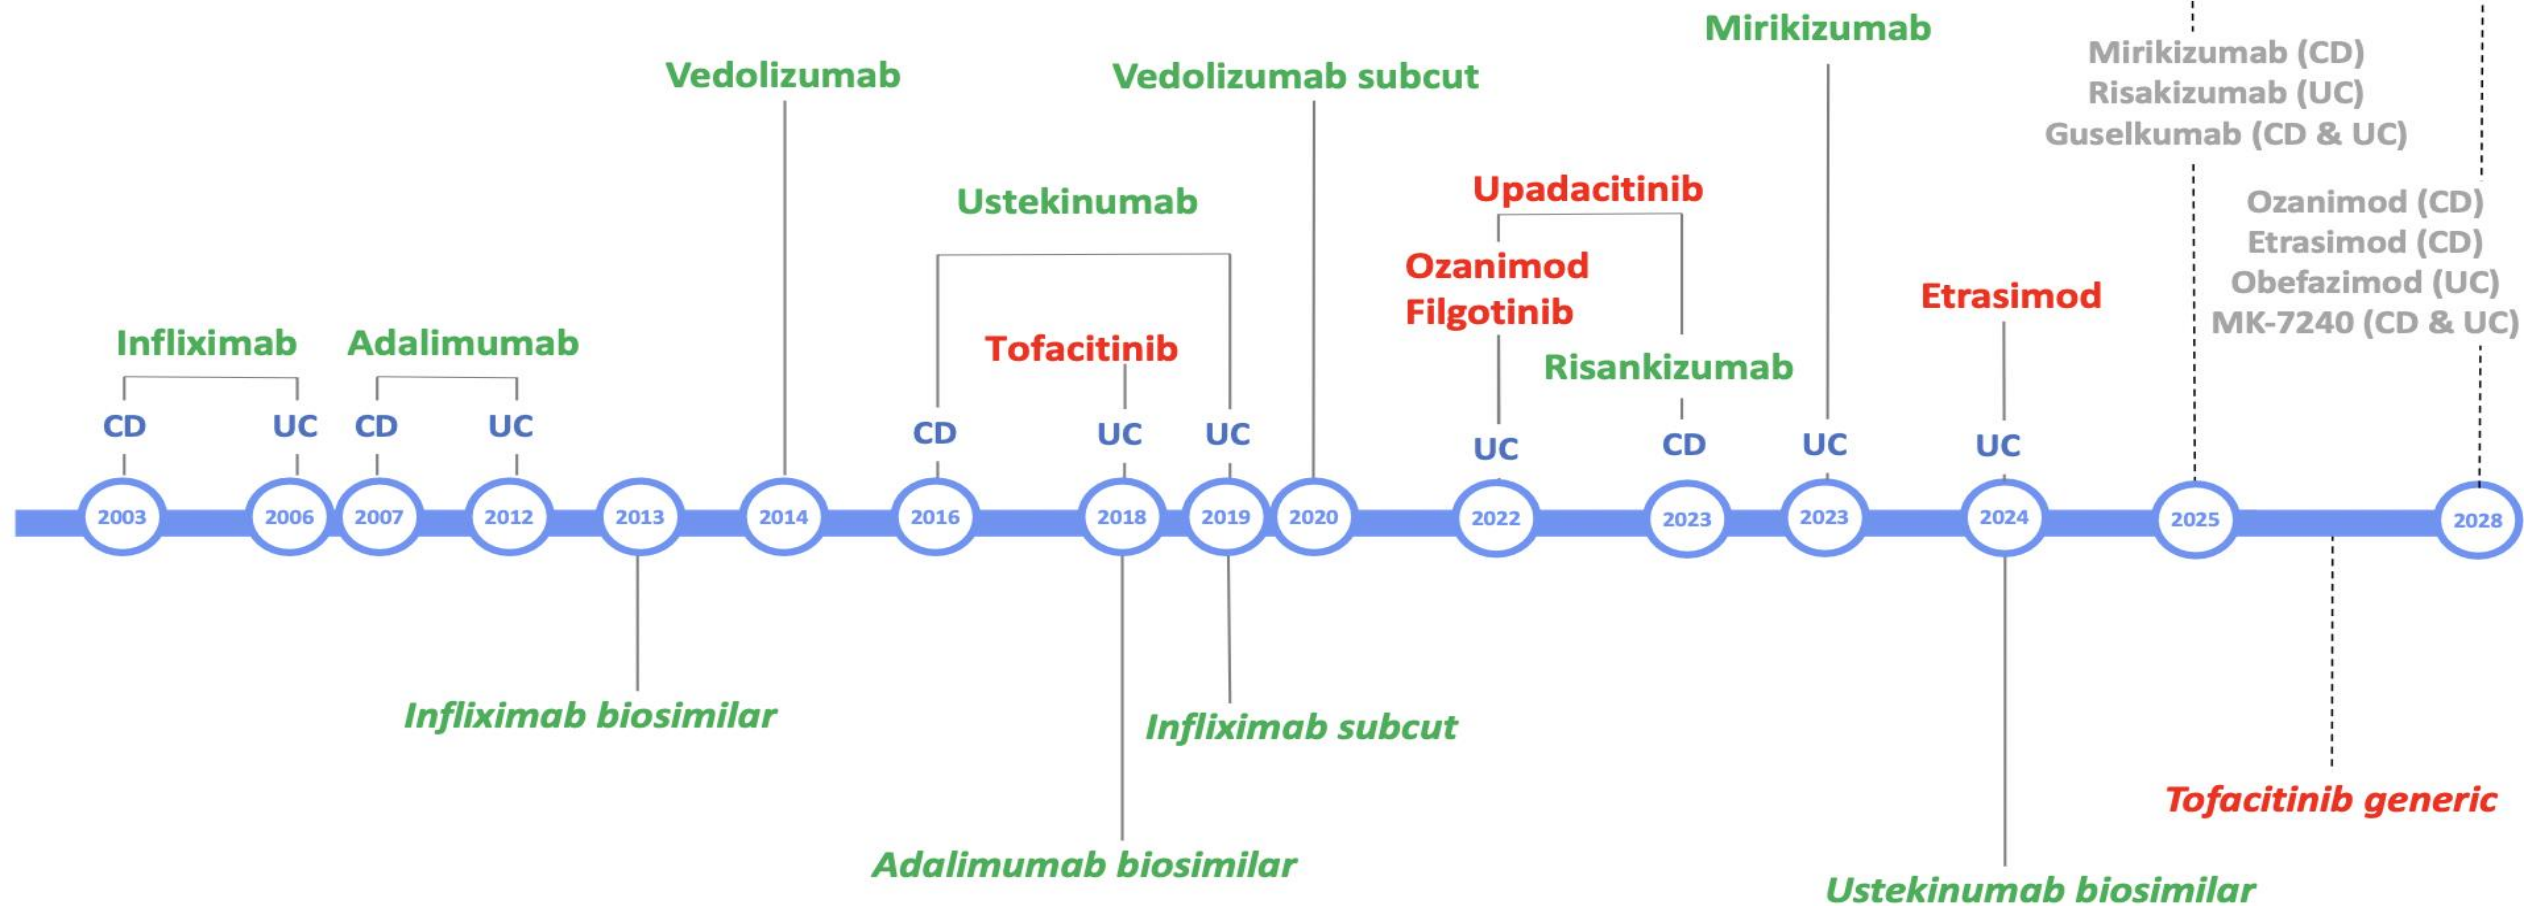 Mirikizumab
Mirikizumab (CD)
Risakizumab (UC)
Guselkumab (CD & UC)
Vedolizumab
Vedolizumab subcut
Ustekinumab
Upadacitinib
Ozanimod (CD)
Etrasimod (CD)
Obefazimod (UC)
MK-7240 (CD & UC)
Ozanimod
Filgotinib
Etrasimod
Infliximab
Adalimumab
Tofacitinib
Risankizumab
CD
UC
CD
UC
CD
UC
UC
UC
CD
UC
UC
2003
2006
2007
2012
2013
2014
2016
2018
2019
2020
2022
2023
2023
2024
2025
2028
Infliximab biosimilar
Infliximab subcut
Tofacitinib generic
Adalimumab biosimilar
Ustekinumab biosimilar